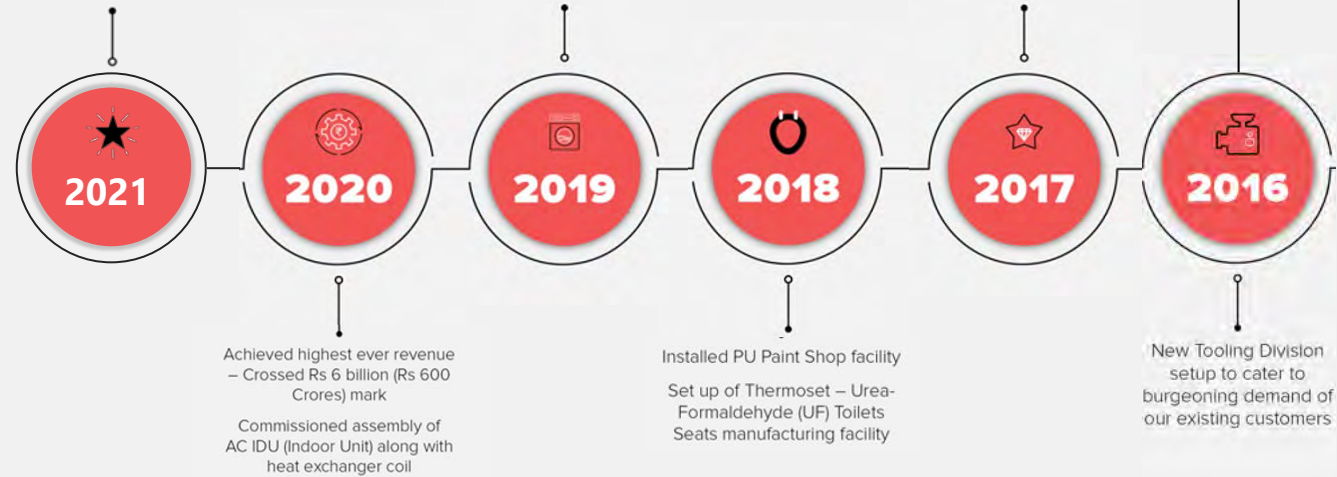 2021
2020
2019
2018
2017
2016
Achieved highest ever revenue
– Crossed Rs 6 billion (Rs 600
Crores) mark
Commissioned assembly of
AC IDU (Indoor Unit) along with
heat exchanger coil
Installed PU Paint Shop facility
Set up of Thermoset – Urea-
Formaldehyde (UF) Toilets
Seats manufacturing facility
New Tooling Division
setup to cater to
burgeoning demand of
our existing customers